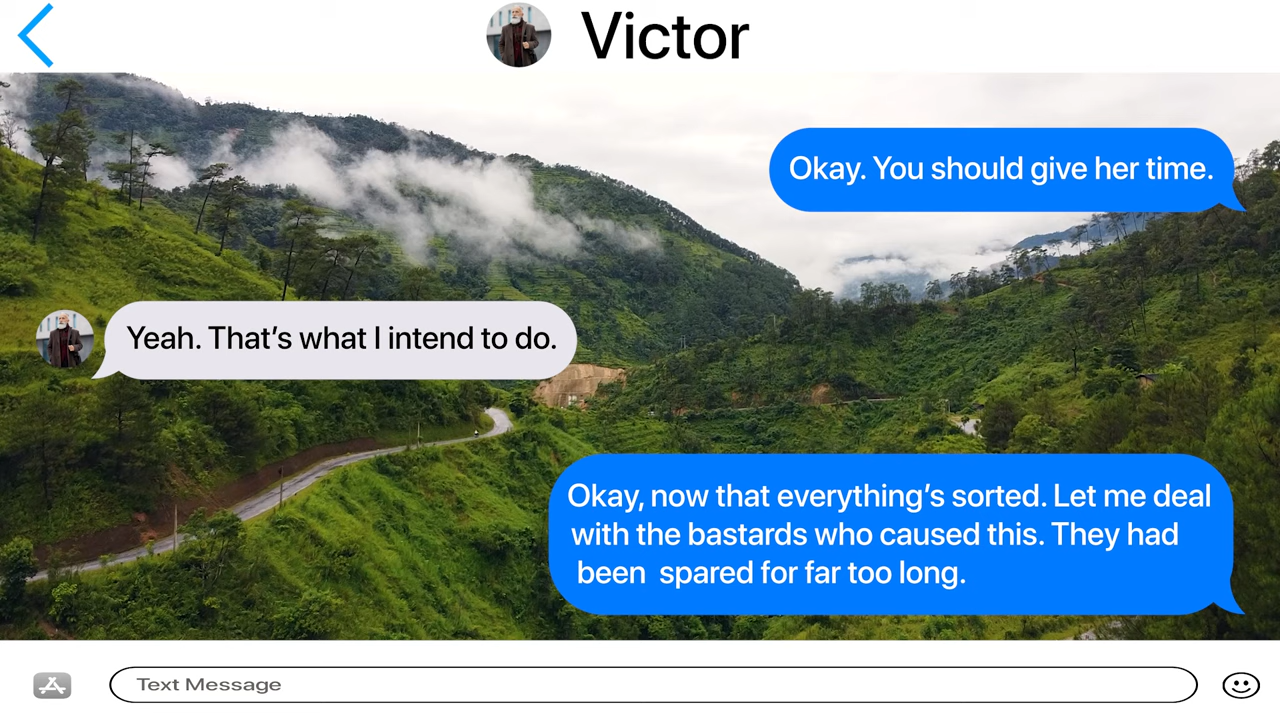 Victor
Okay. You should give her time.
Yeah. That’s what I intend to do.
Okay, now that everything’s sorted. Let me deal
with the bastards who caused this. They had
been  spared for far too long.
Text Message